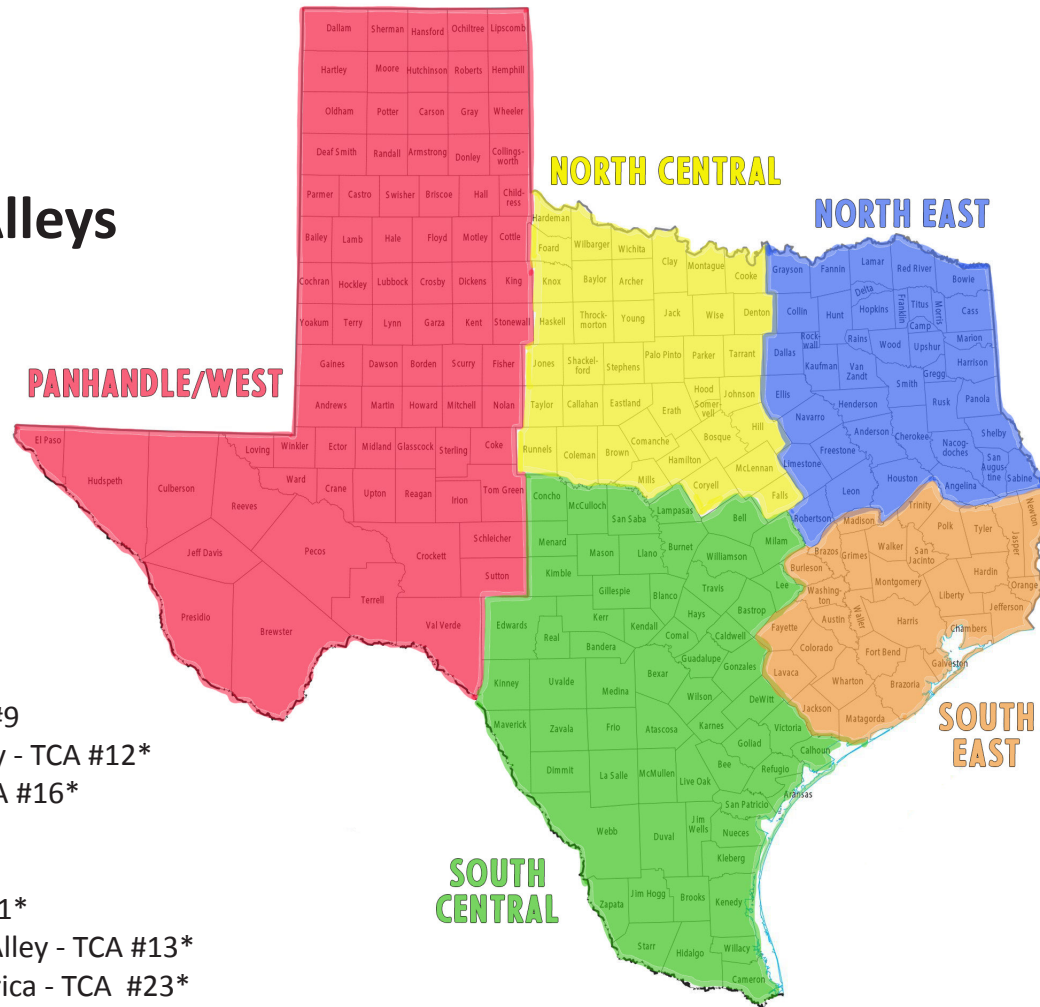 Alleys
#9
y - TCA #12*
A #16*
1*
Alley - TCA #13*
rica - TCA #23*
NORTH CENTRAL
NORTH EAST
PANHANDLE/WEST
SOUTH
EAST
SOUTH
CENTRAL
Dallam Sherman Hansford Ochiltree Lipscomb
Hartley Moore Hutchinson Roberts Hemphill
Oldham Potter Carson Gray Wheeler
Deaf Smith Randall Armstrong Donley Collings-
worth
Parmer Castro Swisher Briscoe Hall Child-
ress
Bailey Lamb Hale Floyd Motley Cottle
Cochran Hockley Lubbock Crosby Dickens King
Yoakum Terry Lynn Garza Kent Stonewall
Gaines Dawson Borden Scurry Fisher
Andrews Martin Howard Mitchell Nolan
El Paso Loving Winkler Ector Midland Glasscock Sterling Coke
Hudspeth Culberson Reeves Ward Crane Upton Reagan Irion Tom Green
Jeff Davis Pecos Crockett Schleicher
Sutton
Presidio Brewster Terrell Val Verde
Hardeman
Foard Wilbarger Wichita Clay Montague Cooke
Knox Baylor Archer
Haskell Throck-
morton Young Jack Wise Denton
Jones Shackel-
ford Stephens Palo Pinto Parker Tarrant
Taylor Callahan Eastland Erath Hood
Somer-
vell Johnson
Hill
Runnels Coleman Brown Comanche Hamilton Bosque
Mills Coryell McLennan
Falls
Grayson Fannin Lamar Red River Bowie
Delta
Collin Hunt Hopkins Franklin Titus Morris Cass
Camp
Rock-
wall Rains Wood Upshur Marion
Dallas Kaufman Van
Zandt Gregg Harrison
Smith
Ellis Henderson Rusk Panola
Navarro
Anderson Cherokee Nacog-
doches Shelby
Limestone Freestone San
Augus-
tine Sabine
Leon Houston Angelina
Robertson
Madison Trinity Polk Tyler Jasper Newton
Brazos Grimes Walker San
Jacinto
Burleson Hardin
Washing-
ton Montgomery Liberty Orange
Jefferson
Austin Waller Harris Chambers
Fayette
Colorado Fort Bend Galveston
Lavaca Wharton Brazoria
Jackson Matagorda
Concho McCulloch San Saba Lampasas Bell
Milam
Menard Mason Llano Burnet Williamson
Kimble Travis Lee
Gillespie Blanco Hays Bastrop
Edwards Kerr Kendall Comal Caldwell
Real Bandera Guadalupe Gonzales
Kinney Uvalde Medina Bexar Wilson DeWitt
Maverick Zavala Frio Atascosa Karnes Victoria
Goliad Calhoun
Dimmit La Salle McMullen Live Oak Bee Refugio
Aransas
San Patricio
Webb Duval Jim
Wells Nueces
Kleberg
Zapata Jim Hogg Brooks Kenedy
Starr Hidalgo Willacy
Cameron